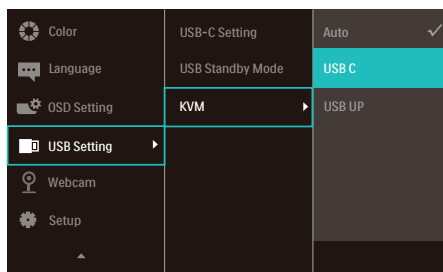 Color
Language
OSD Setting
USB Setting
Webcam
Setup
USB-C Setting
USB Standby Mode
KVM
Auto
USB C
USB UP